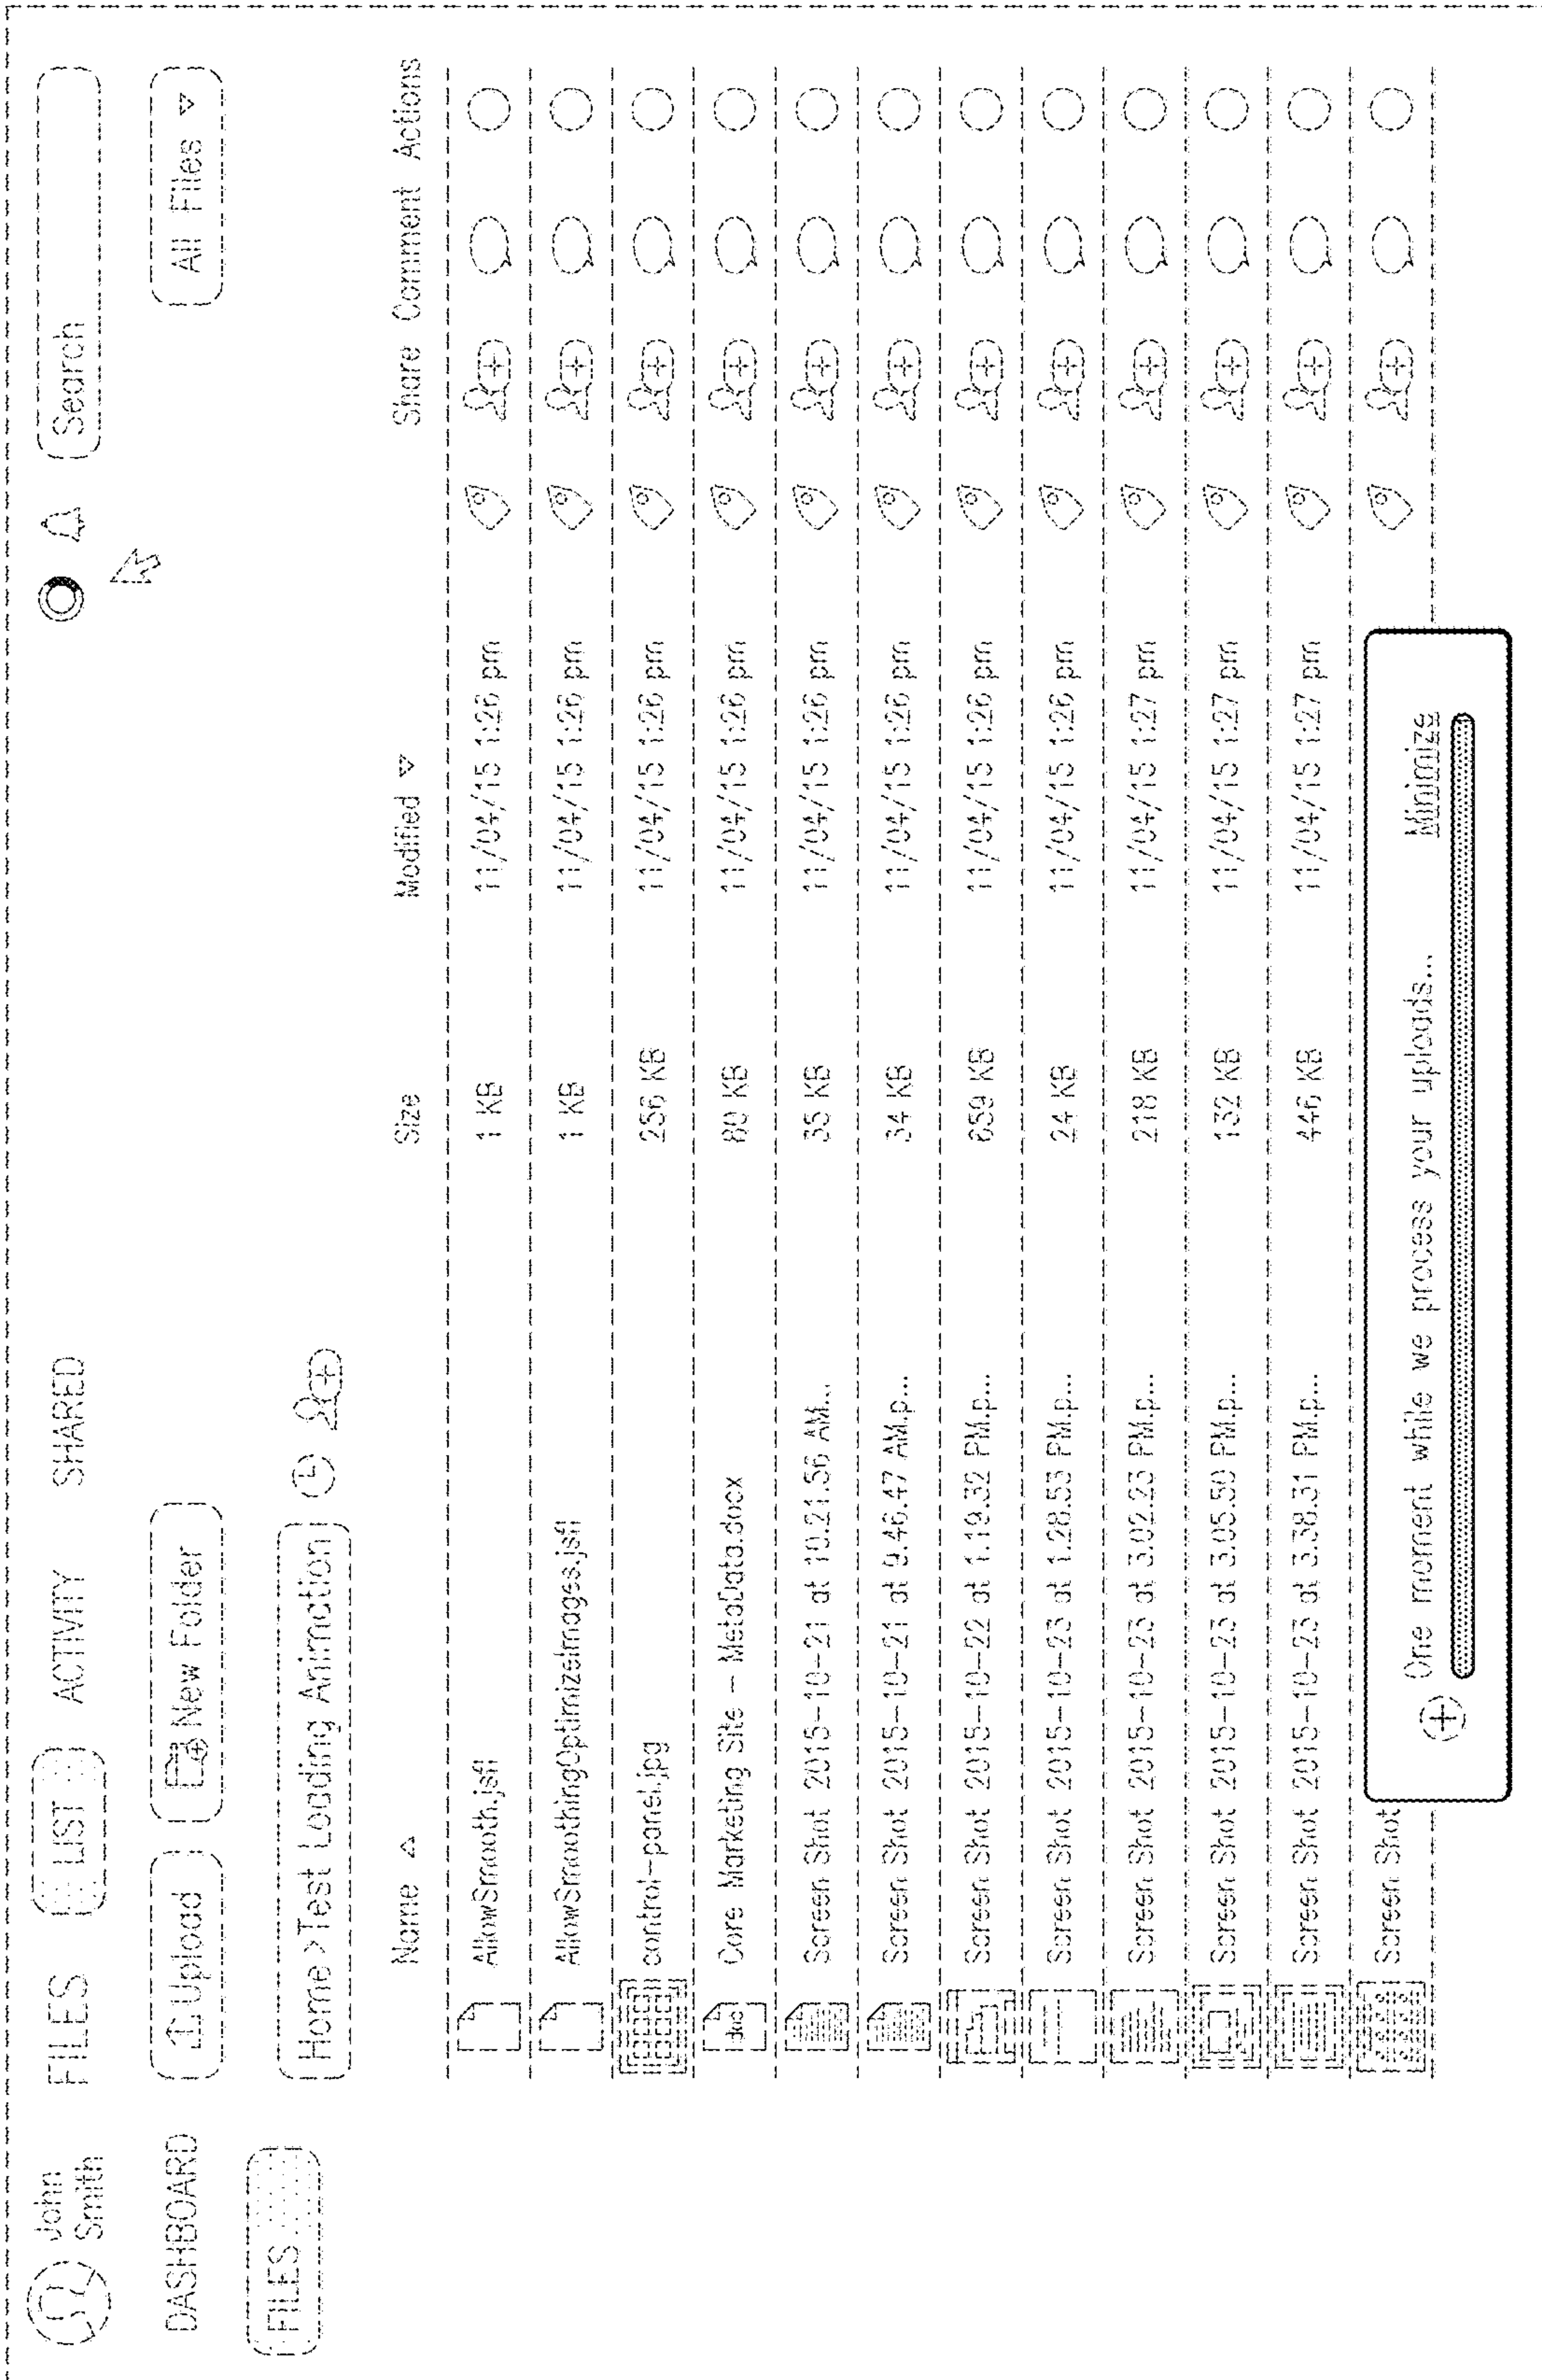 John Smith FILES LIST ACTIVITY SHARED Search
DASHBOARD Upload New Folder All Files
FILES Home >Test Loading Animation
Name Size Modified Share Comment Actions
AllowSmooth.jsfl 1 KB 11/04/15 1:26 pm
AllowSmoothingOptimizeImages.jsfl 1 KB 11/04/15 1:26 pm
control-panel.jpg 256 KB 11/04/15 1:26 pm
doc Core Marketing Site - MetaData.docx 80 KB 11/04/15 1:26 pm
Screen Shot 2015-10-21 at 10.21.56 AM... 35 KB 11/04/15 1:26 pm
Screen Shot 2015-10-21 at 9.46.47 AM.p... 34 KB 11/04/15 1:26 pm
Screen Shot 2015-10-22 at 1.19.32 PM.p... 659 KB 11/04/15 1:26 pm
Screen Shot 2015-10-23 at 1.28.53 PM.p... 24 KB 11/04/15 1:26 pm
Screen Shot 2015-10-23 at 3.02.23 PM.p... 218 KB 11/04/15 1:27 pm
Screen Shot 2015-10-23 at 3.05.50 PM.p... 132 KB 11/04/15 1:27 pm
Screen Shot 2015-10-23 at 3.38.31 PM.p... 446 KB 11/04/15 1:27 pm
Screen Shot
One moment while we process your uploads... Minimize